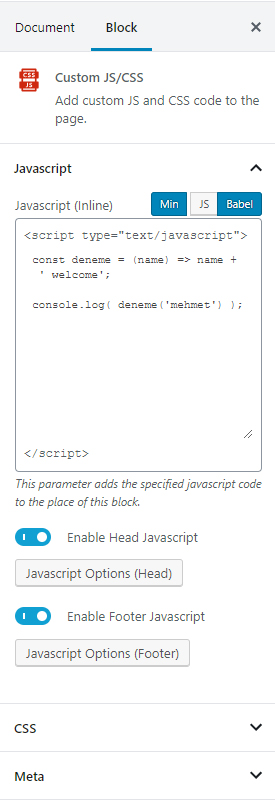 Document Block ×
CSS
JS
Custom JS/CSS
Add custom JS and CSS code to the
page.
Javascript
Javascript (Inline) Min JS Babel
<script type="text/javascript">
const deneme = (name) => name +
' welcome';
console.log( deneme('mehmet') );
</script>
This parameter adds the specified javascript code
to the place of this block.
Enable Head Javascript
Javascript Options (Head)
Enable Footer Javascript
Javascript Options (Footer)
CSS
Meta